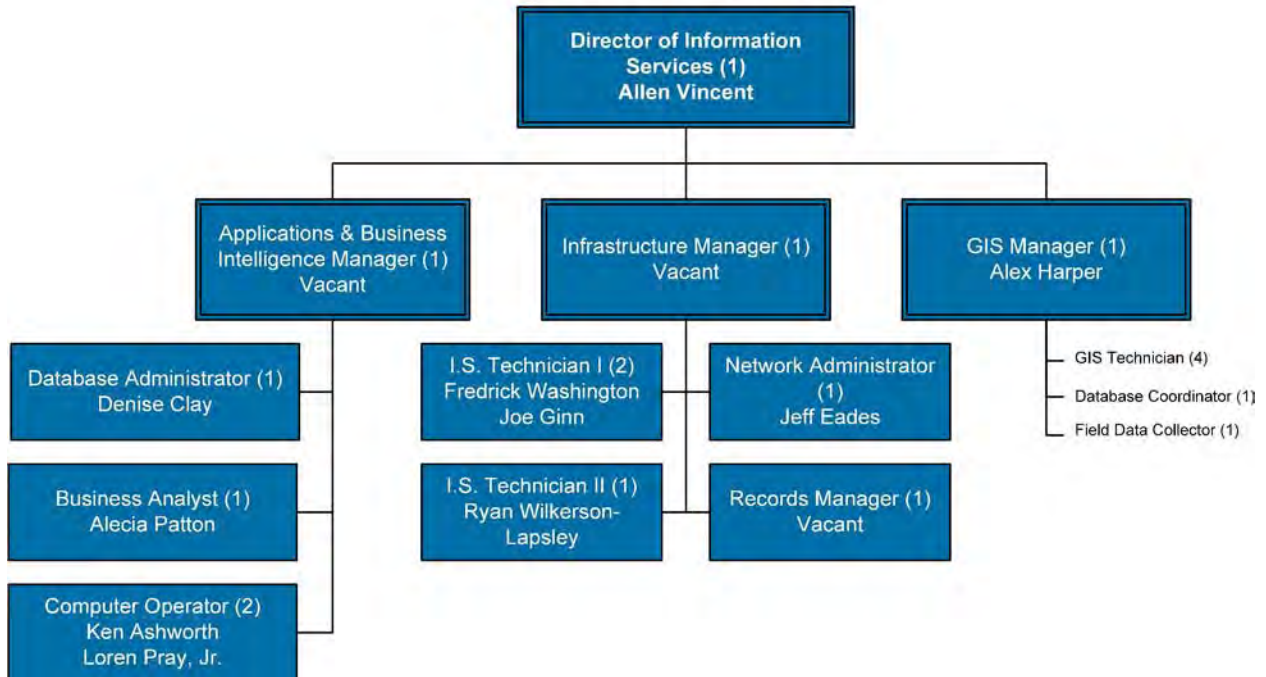 Director of Information
Services (1)
Allen Vincent
Applications & Business
Intelligence Manager (1)
Vacant
Infrastructure Manager (1)
Vacant
GIS Manager (1)
Alex Harper
Database Administrator (1)
Denise Clay
Business Analyst (1)
Alecia Patton
Computer Operator (2)
Ken Ashworth
Loren Pray, Jr.
I.S. Technician I (2)
Fredrick Washington
Joe Ginn
Network Administrator
(1)
Jeff Eades
I.S. Technician II (1)
Ryan Wilkerson-
Lapsley
Records Manager (1)
Vacant
GIS Technician (4)
Database Coordinator (1)
Field Data Collector (1)